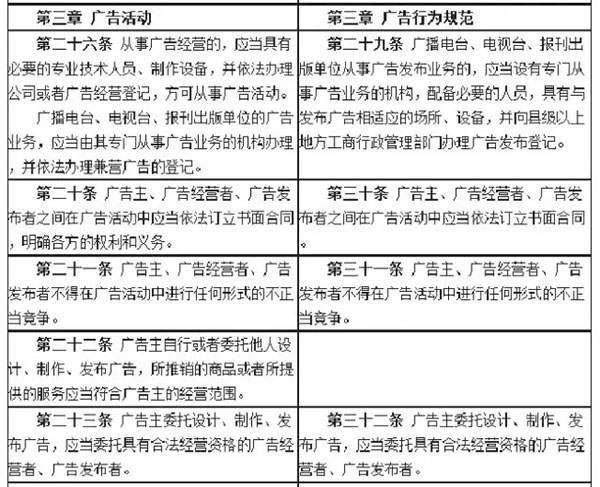 第三章 广告活动
第三章 广告行为规范
第二十六条 从事广告经营的，应当具有
必要的专业技术人员、制作设备，并依法办理
公司或者广告经营登记，方可从事广告活动。
广播电台、电视台、报刊出版单位的广告
业务，应当由其专门从事广告业务的机构办理
，并依法办理兼营广告的登记。
第二十九条 广播电台、电视台、报刊出
版单位从事广告发布业务的，应当设有专门从
事广告业务的机构，配备必要的人员，具有与
发布广告相适应的场所、设备，并向县级以上
地方工商行政管理部门办理广告发布登记。
第二十条 广告主、广告经营者、广告发
布者之间在广告活动中应当依法订立书面合同
，明确各方的权利和义务。
第三十条 广告主、广告经营者、广告发
布者之间在广告活动中应当依法订立书面合同
。
第二十一条 广告主、广告经营者、广告
发布者不得在广告活动中进行任何形式的不正
当竞争。
第三十一条 广告主、广告经营者、广告
发布者不得在广告活动中进行任何形式的不正
当竞争。
第二十二条 广告主自行或者委托他人设
计、制作、发布广告，所推销的商品或者所提
供的服务应当符合广告主的经营范围。
第二十三条 广告主委托设计、制作、发
布广告，应当委托具有合法经营资格的广告经
营者、广告发布者。
第三十二条 广告主委托设计、制作、发
布广告，应当委托具有合法经营资格的广告经
营者、广告发布者。